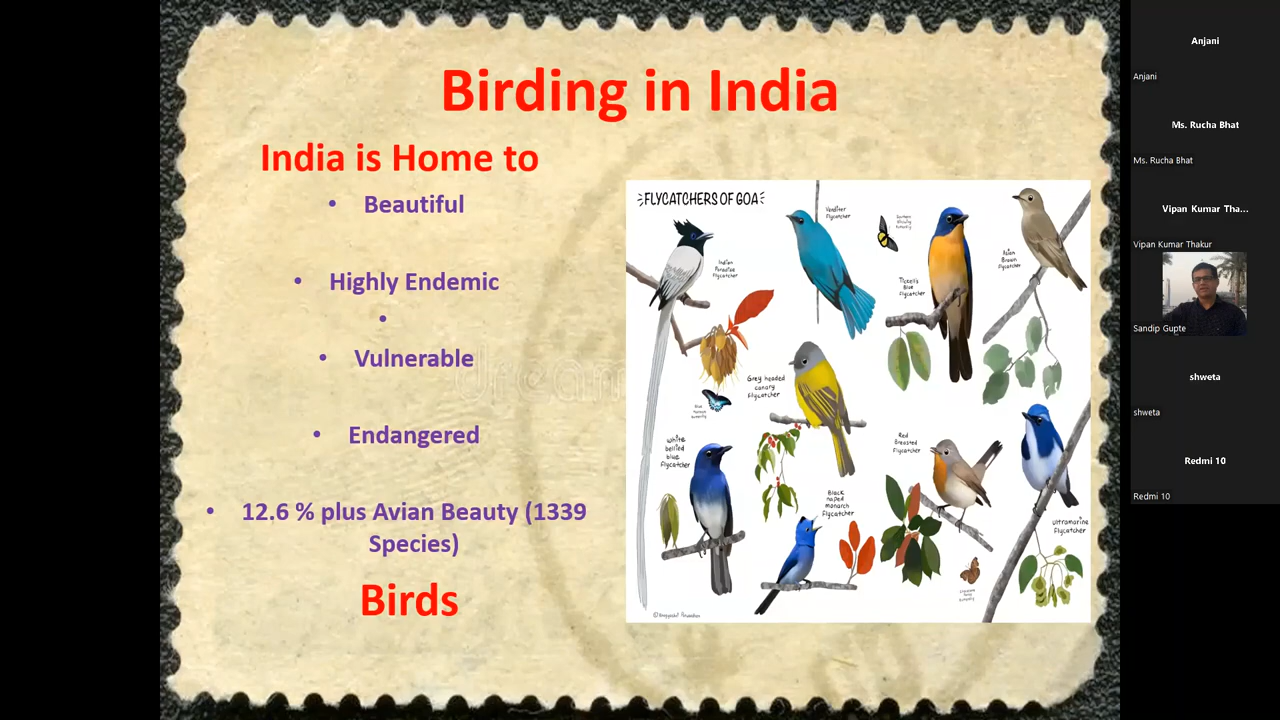 Birding in India
India is Home to
• Beautiful
• Highly Endemic
•
• Vulnerable
• Endangered
• 12.6 % plus Avian Beauty (1339
Species)
Birds
FLYCATCHERS OF GOA
Indian
Paradise
Flycatcher
Verditer
Flycatcher
Tickell's
Blue
Flycatcher
Asian
Brown
Flycatcher
Grey headed
canary
flycatcher
White
bellied
blue
flycatcher
Black
naped
monarch
flycatcher
Red
Breasted
Flycatcher
ultramarine
flycatcher
dream
Anjani
Anjani
Ms. Rucha Bhat
Ms. Rucha Bhat
Vipan Kumar Tha...
Vipan Kumar Thakur
Sandip Gupte
shweta
shweta
Redmi 10
Redmi 10